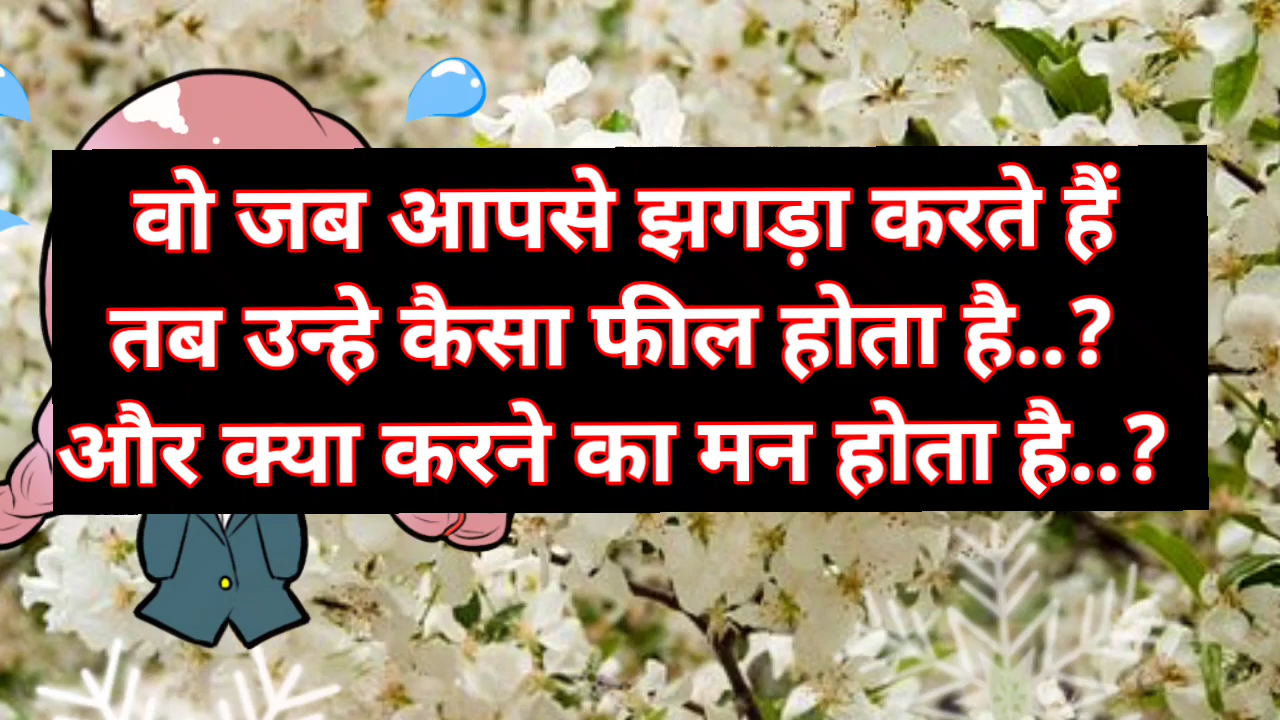 वो जब आपसे झगड़ा करते हैं
तब उन्हे कैसा फील होता है..?
और क्या करने का मन होता है..?